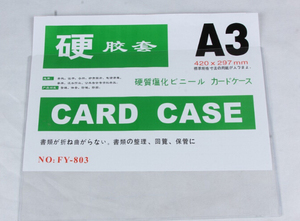 硬 胶套
A3
420×297mm
硬質塩化ビニール カードケース
CARD CASE
書類が折れ曲がらない。書類の整理、回覧、保管に
NO: FY-803